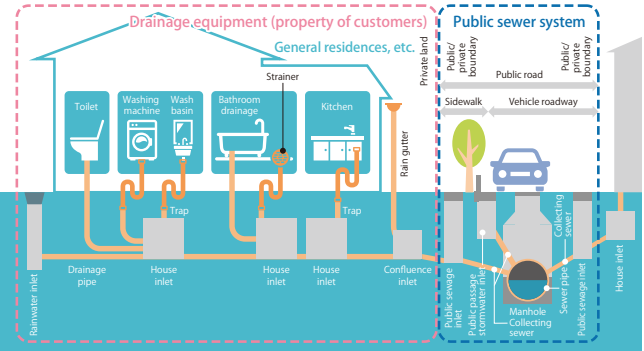 Drainage equipment (property of customers)
Public sewer system
General residences, etc.
Private land
Public/
private
boundary
Public/
private
boundary
Public road
Sidewalk
Vehicle roadway
Strainer
Toilet
Washing
machine
Wash
basin
Bathroom
drainage
Kitchen
Rain gutter
Trap
Trap
Rainwater inlet
Drainage
pipe
House
inlet
House
inlet
House
inlet
Confluence
inlet
Public sewage
inlet
Public passage
stormwater inlet
Manhole
Collecting
sewer
Sewer pipe
Collecting
sewer
Public sewage inlet
House inlet